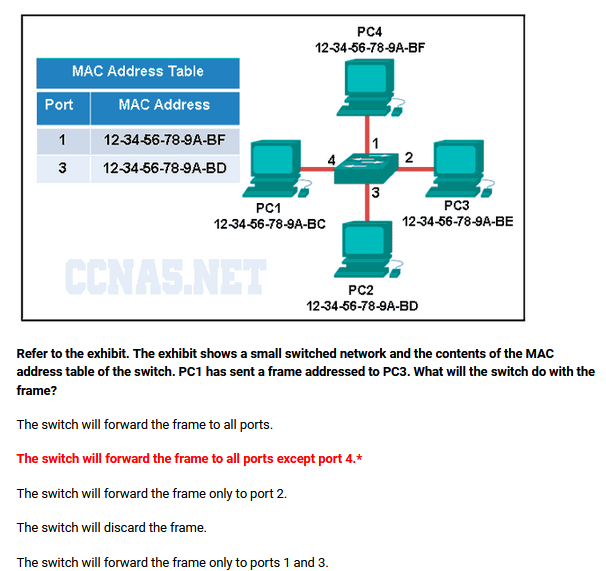 PC4
12-34-56-78-9A-BF
MAC Address Table
Port MAC Address
1 12-34-56-78-9A-BF
3 12-34-56-78-9A-BD
1
4
2
3
PC1
12-34-56-78-9A-BC
PC3
12-34-56-78-9A-BE
CCNA5.NET
PC2
12-34-56-78-9A-BD
Refer to the exhibit. The exhibit shows a small switched network and the contents of the MAC
address table of the switch. PC1 has sent a frame addressed to PC3. What will the switch do with the
frame?
The switch will forward the frame to all ports.
The switch will forward the frame to all ports except port 4.*
The switch will forward the frame only to port 2.
The switch will discard the frame.
The switch will forward the frame only to ports 1 and 3.